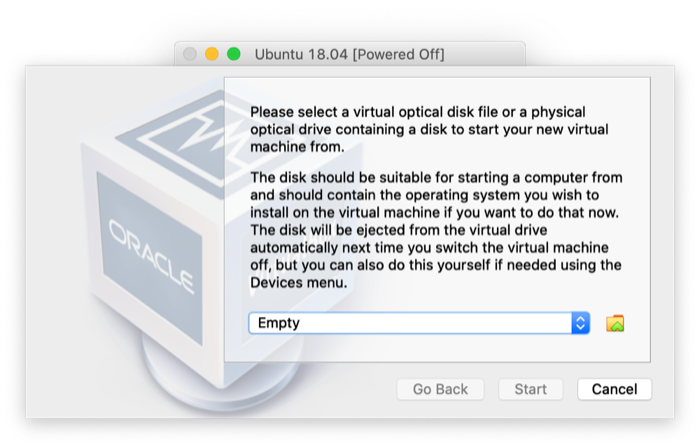 Ubuntu 18.04 [Powered Off]
Please select a virtual optical disk file or a physical
optical drive containing a disk to start your new virtual
machine from.
The disk should be suitable for starting a computer from
and should contain the operating system you wish to
install on the virtual machine if you want to do that now.
The disk will be ejected from the virtual drive
automatically next time you switch the virtual machine
off, but you can also do this yourself if needed using the
Devices menu.
ORACLE
Empty
Go Back
Start
Cancel